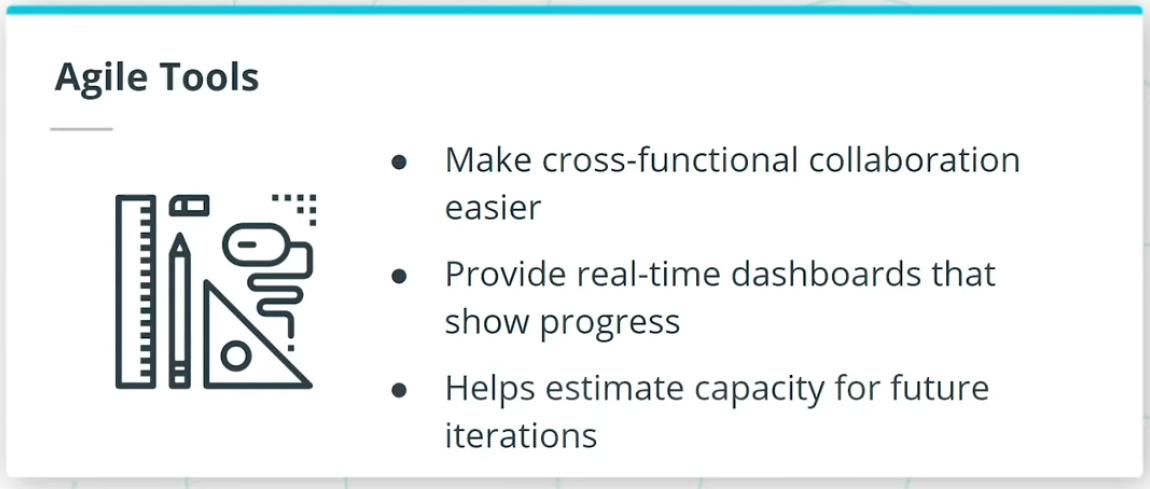 Agile Tools
● Make cross-functional collaboration
easier
● Provide real-time dashboards that
show progress
● Helps estimate capacity for future
iterations